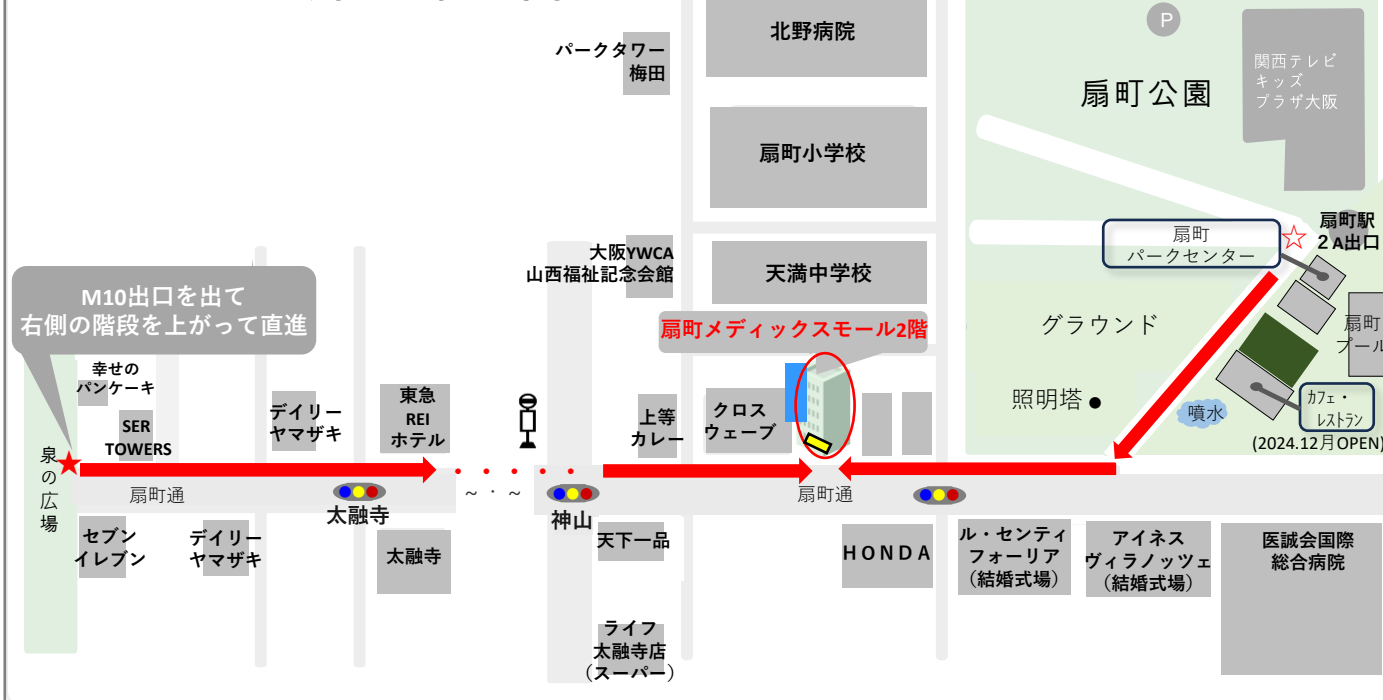 北野病院
P
パークタワー
梅田
関西テレビ
キッズ
プラザ大阪
扇町公園
扇町小学校
扇町駅
2A出口
扇町
パークセンター
大阪YWCA
山西福祉記念会館
天満中学校
M10出口を出て
右側の階段を上がって直進
扇町メディックスモール2階
グラウンド
扇町
プール
幸せの
パンケーキ
東急
REI
ホテル
デイリー
ヤマザキ
上等
カレー
クロス
ウェーブ
照明塔
噴水
カフェ・
レストラン
(2024.12月OPEN)
SER
TOWERS
泉の広場
扇町通
~・~
扇町通
太融寺
神山
セブン
イレブン
デイリー
ヤマザキ
太融寺
天下一品
HONDA
ル・センティ
フォーリア
(結婚式場)
アイネス
ヴィラノッツェ
(結婚式場)
医誠会国際
総合病院
ライフ
太融寺店
(スーパー)